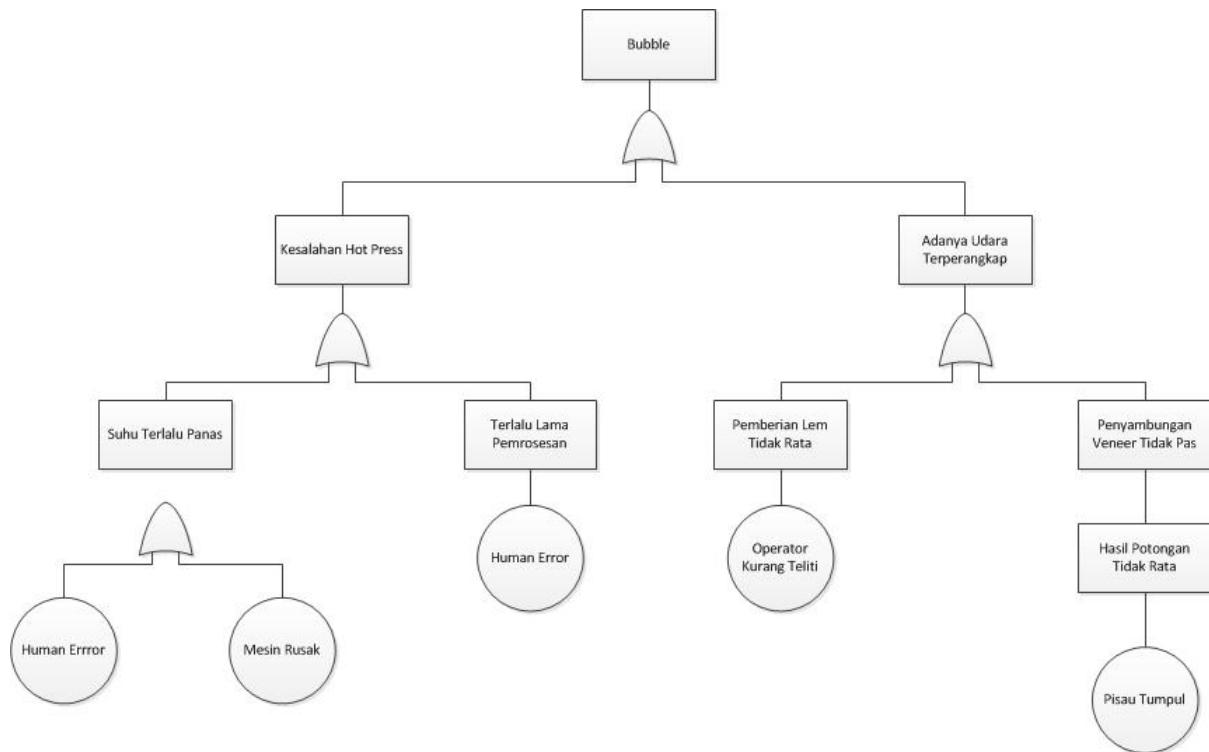 Bubble
Kesalahan Hot Press
Adanya Udara
Terperangkap
Suhu Terlalu Panas
Terlalu Lama
Pemrosesan
Pemberian Lem
Tidak Rata
Penyambungan
Veneer Tidak Pas
Human Error
Operator
Kurang Teliti
Hasil Potongan
Tidak Rata
Human Errror
Mesin Rusak
Pisau Tumpul